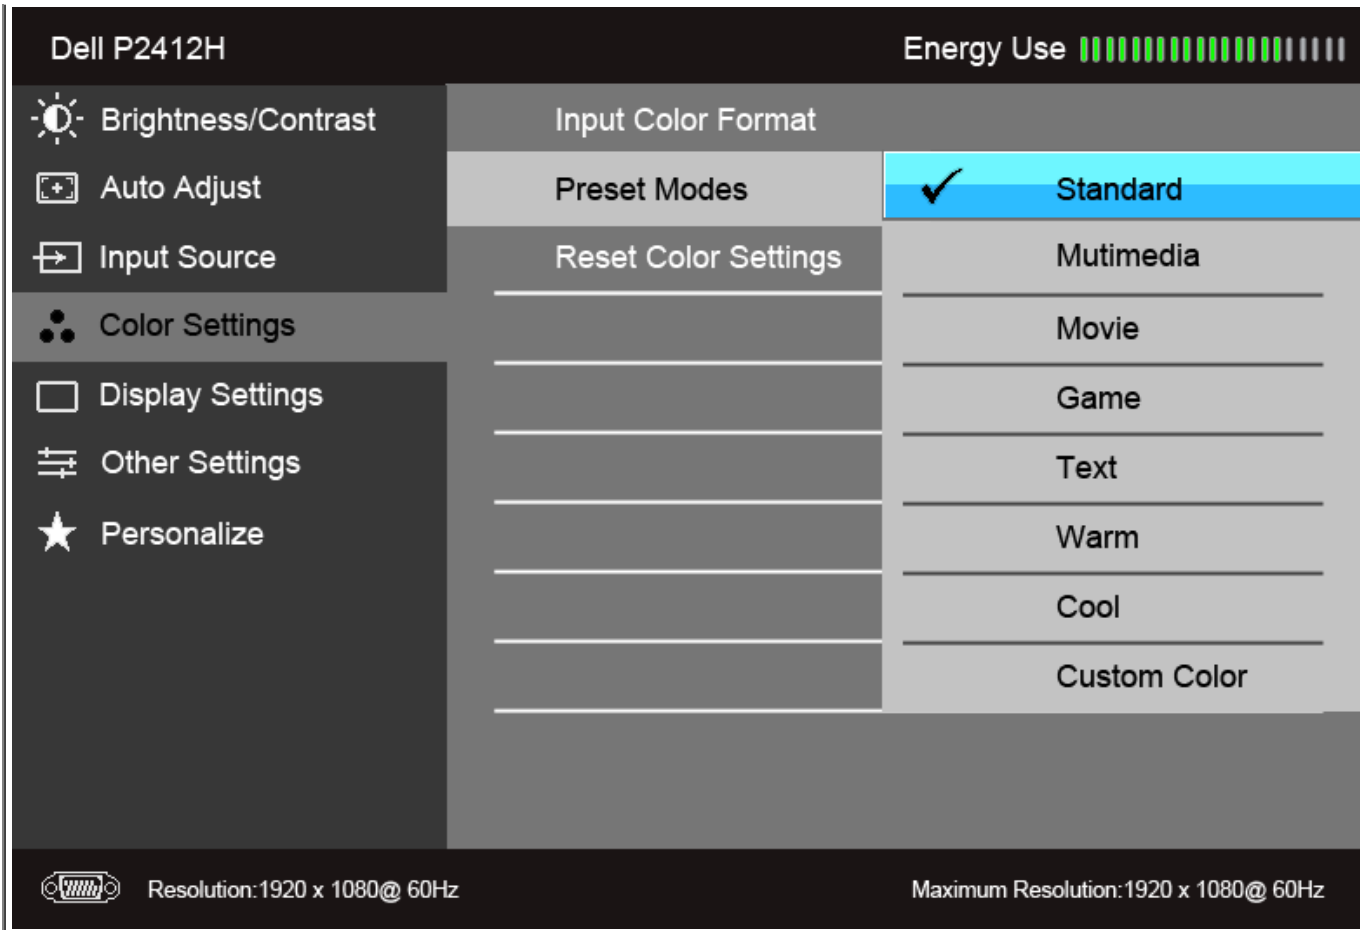 Dell P2412H
Energy Use
Brightness/Contrast
Auto Adjust
Input Source
Color Settings
Display Settings
Other Settings
Personalize
Input Color Format
Preset Modes
Reset Color Settings
Standard
Mutimedia
Movie
Game
Text
Warm
Cool
Custom Color
Resolution:1920 x 1080@ 60Hz
Maximum Resolution:1920 x 1080@ 60Hz